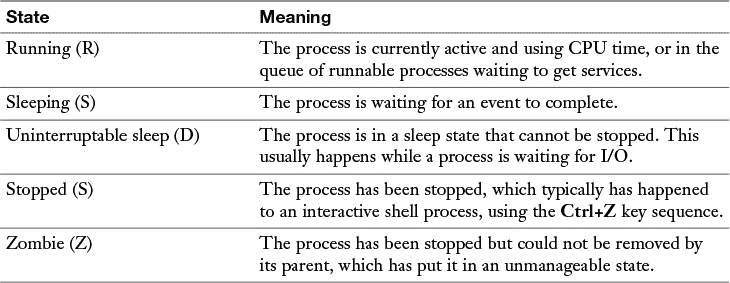 State Meaning
Running (R) The process is currently active and using CPU time, or in the
queue of runnable processes waiting to get services.
Sleeping (S) The process is waiting for an event to complete.
Uninterruptable sleep (D) The process is in a sleep state that cannot be stopped. This
usually happens while a process is waiting for I/O.
Stopped (S) The process has been stopped, which typically has happened
to an interactive shell process, using the Ctrl+Z key sequence.
Zombie (Z) The process has been stopped but could not be removed by
its parent, which has put it in an unmanageable state.